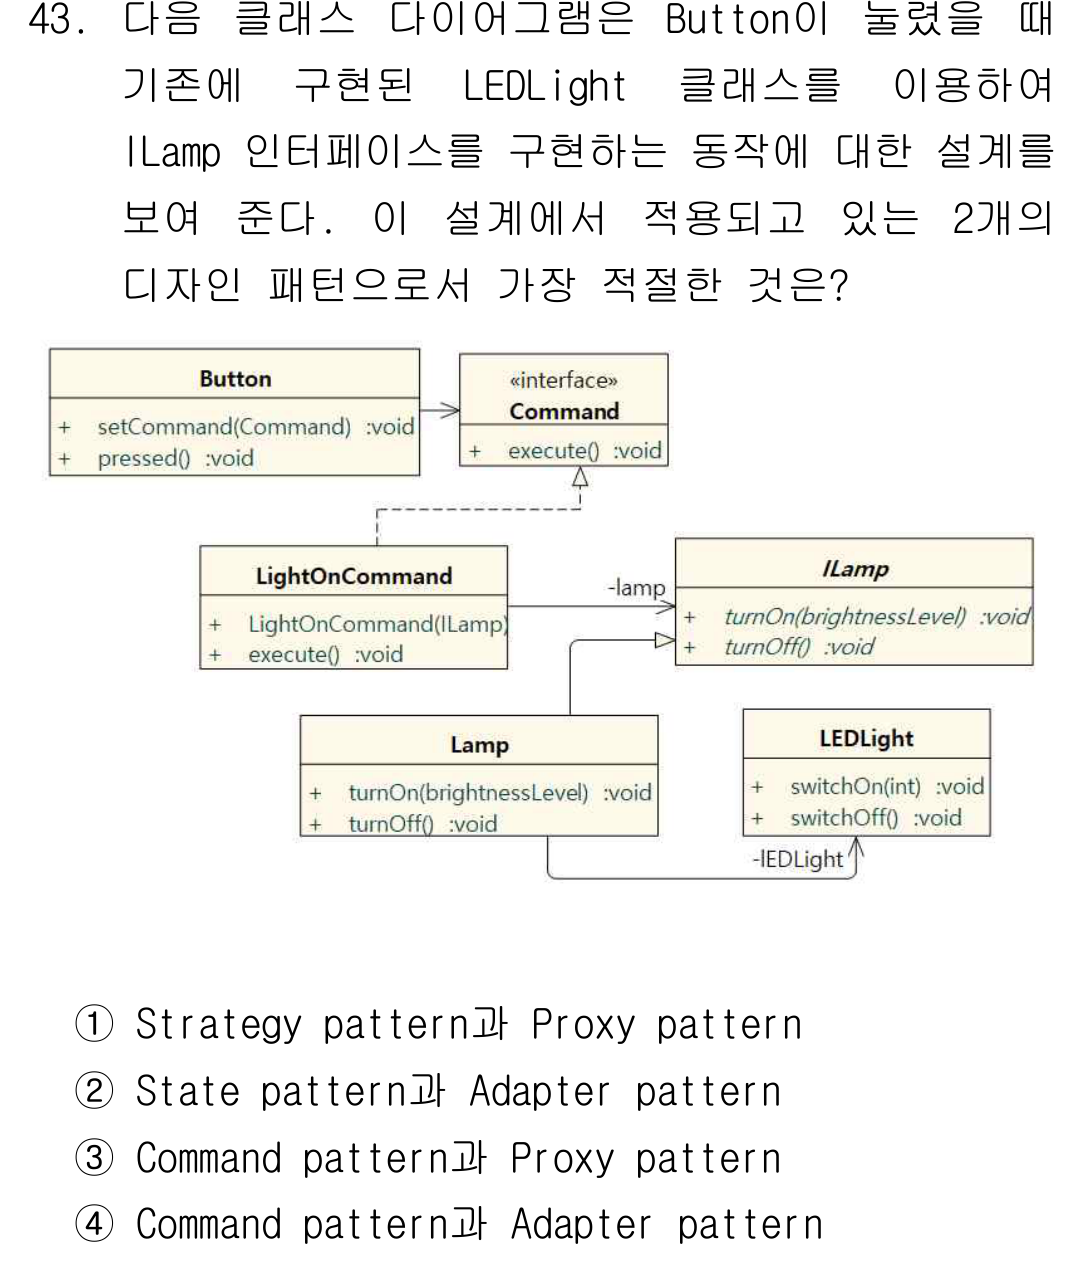 43. 다음 클래스 다이어그램은 Button이 눌렸을 때
기존에 구현된 LEDLight 클래스를 이용하여
ILamp 인터페이스를 구현하는 동작에 대한 설계를
보여 준다. 이 설계에서 적용되고 있는 2개의
디자인 패턴으로서 가장 적절한 것은?
Button
+ setCommand(Command) :void
+ pressed() :void
«interface»
Command
+ execute() :void
LightOnCommand
+ LightOnCommand(ILamp)
+ execute() :void
-lamp
ILamp
+ turnOn(brightnessLevel) :void
+ turnOff() :void
Lamp
+ turnOn(brightnessLevel) :void
+ turnOff() :void
LEDLight
+ switchOn(int) :void
+ switchOff() :void
-lEDLight
① Strategy pattern과 Proxy pattern
② State pattern과 Adapter pattern
③ Command pattern과 Proxy pattern
④ Command pattern과 Adapter pattern